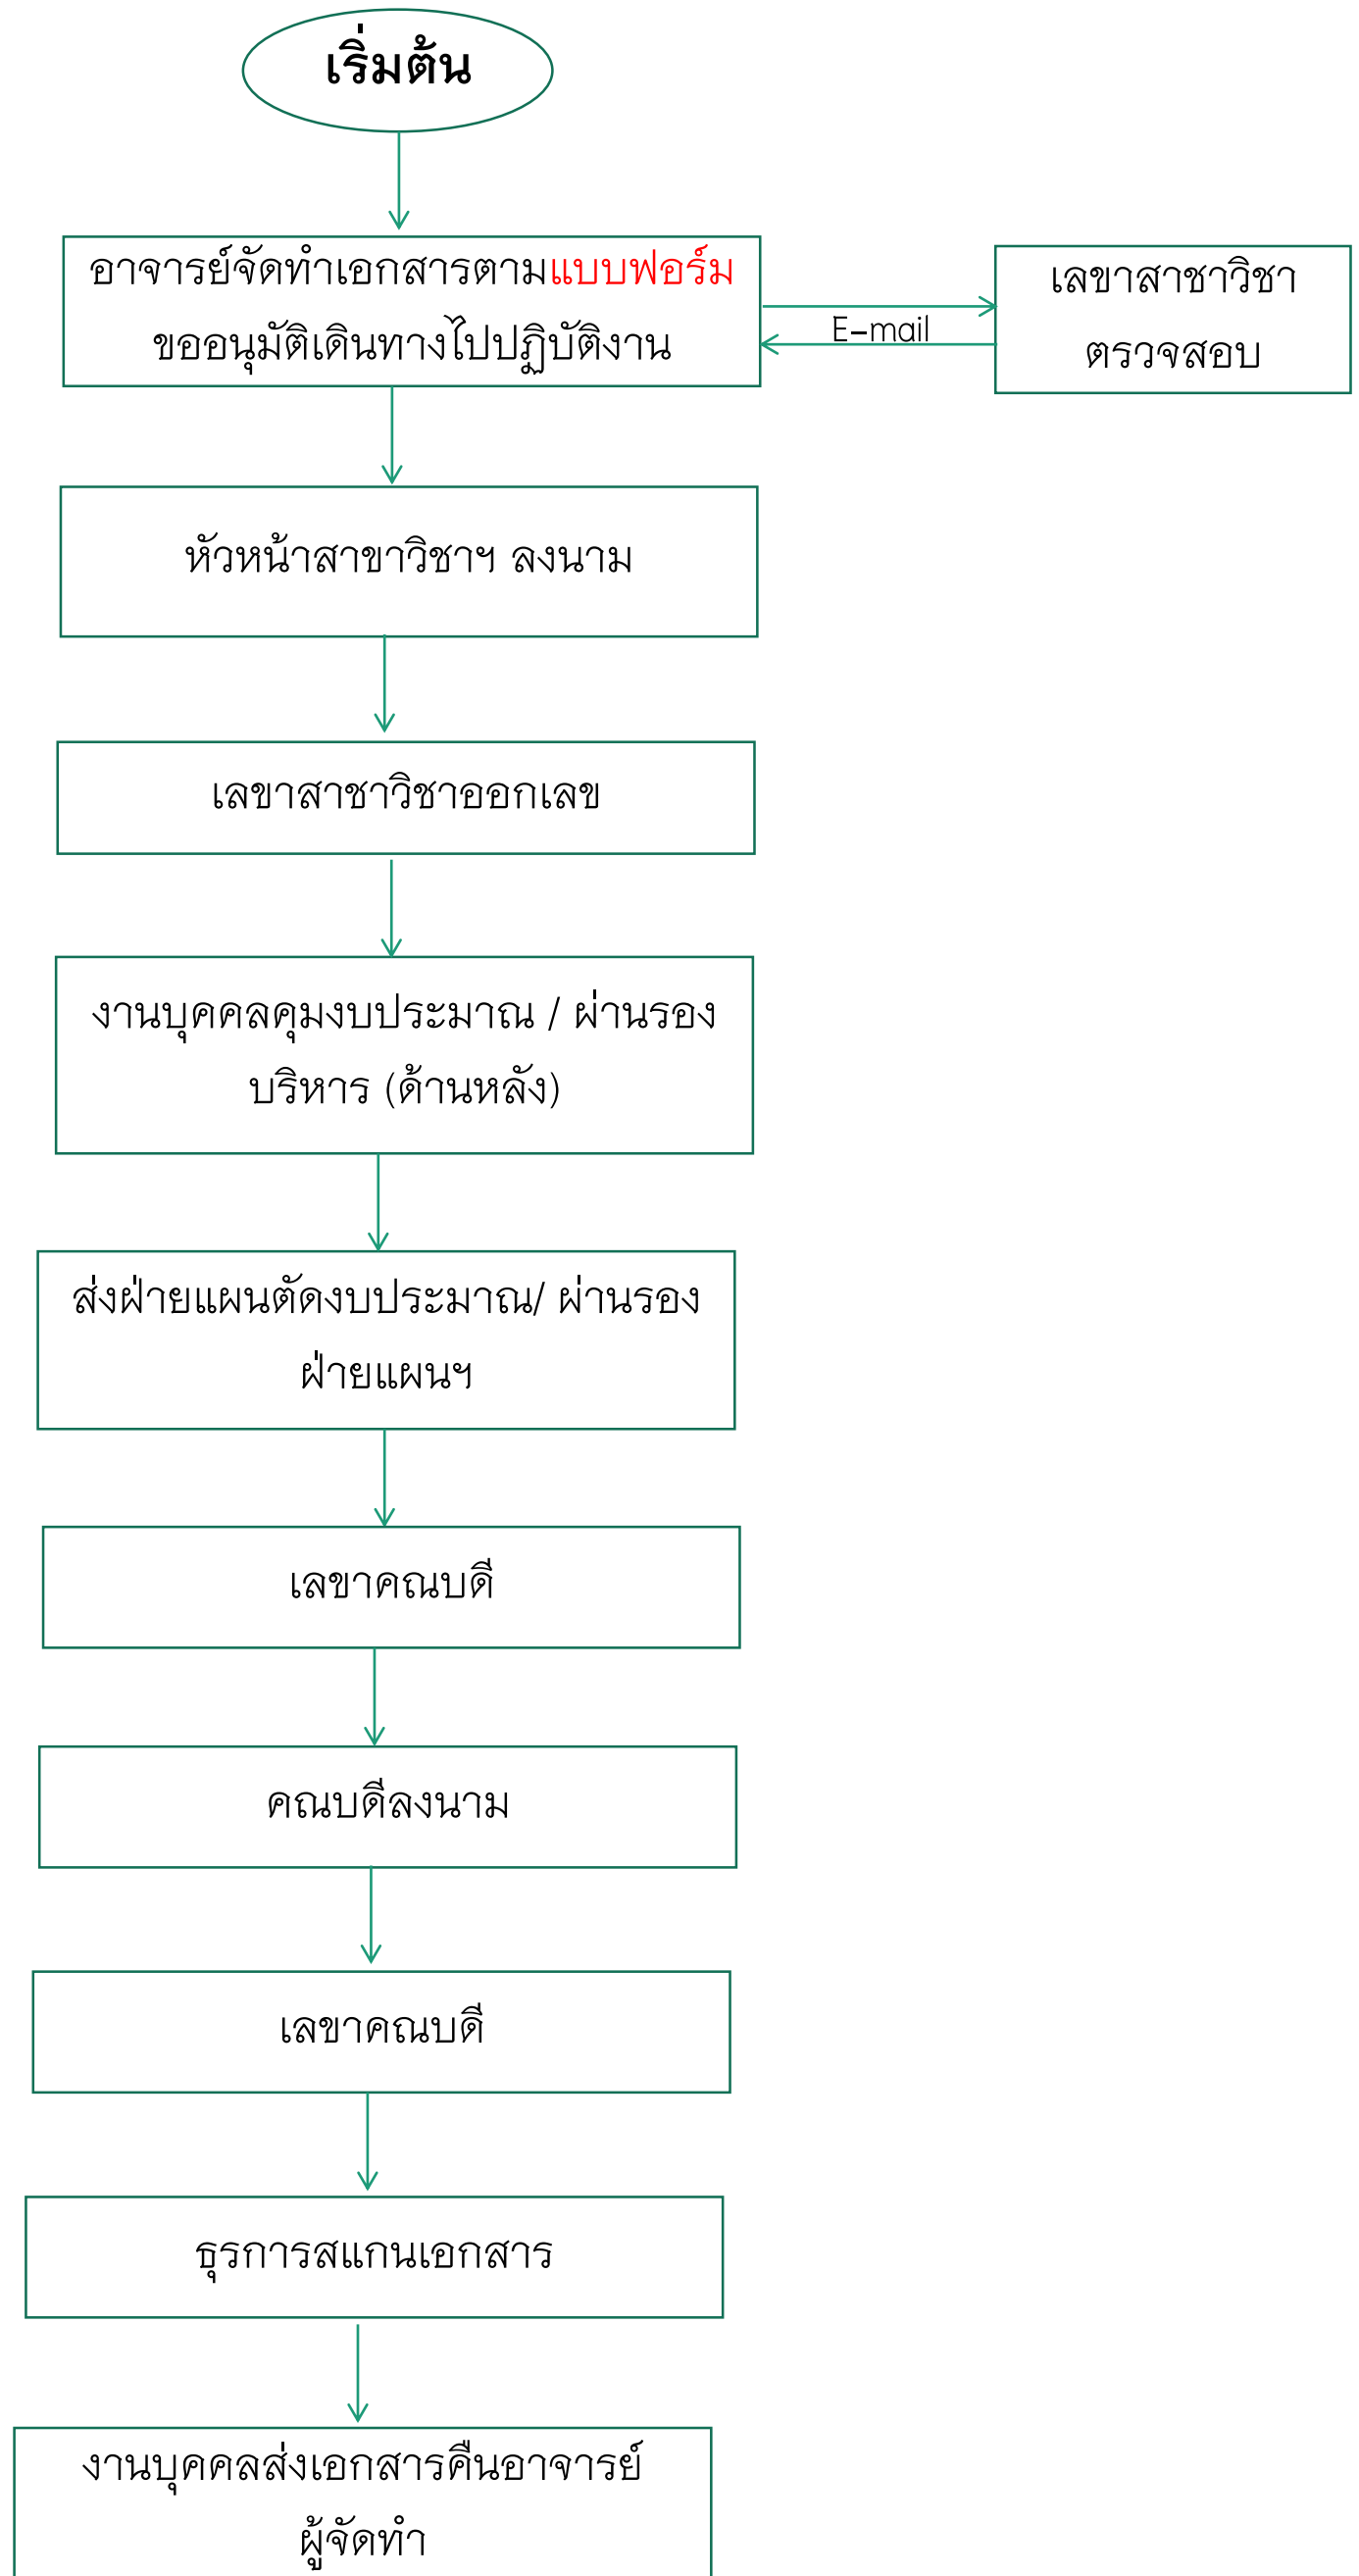 เริ่มต้น
อาจารย์จัดทำเอกสารตามแบบฟอร์ม
ขออนุมัติเดินทางไปปฏิบัติงาน
E-mail
เลขาสาชาวิชา
ตรวจสอบ
หัวหน้าสาขาวิชาฯ ลงนาม
เลขาสาชาวิชาออกเลข
งานบุคคลคุมงบประมาณ / ผ่านรอง
บริหาร (ด้านหลัง)
ส่งฝ่ายแผนตัดงบประมาณ/ ผ่านรอง
ฝ่ายแผนฯ
เลขาคณบดี
คณบดีลงนาม
เลขาคณบดี
ธุรการสแกนเอกสาร
งานบุคคลส่งเอกสารคืนอาจารย์
ผู้จัดทำ